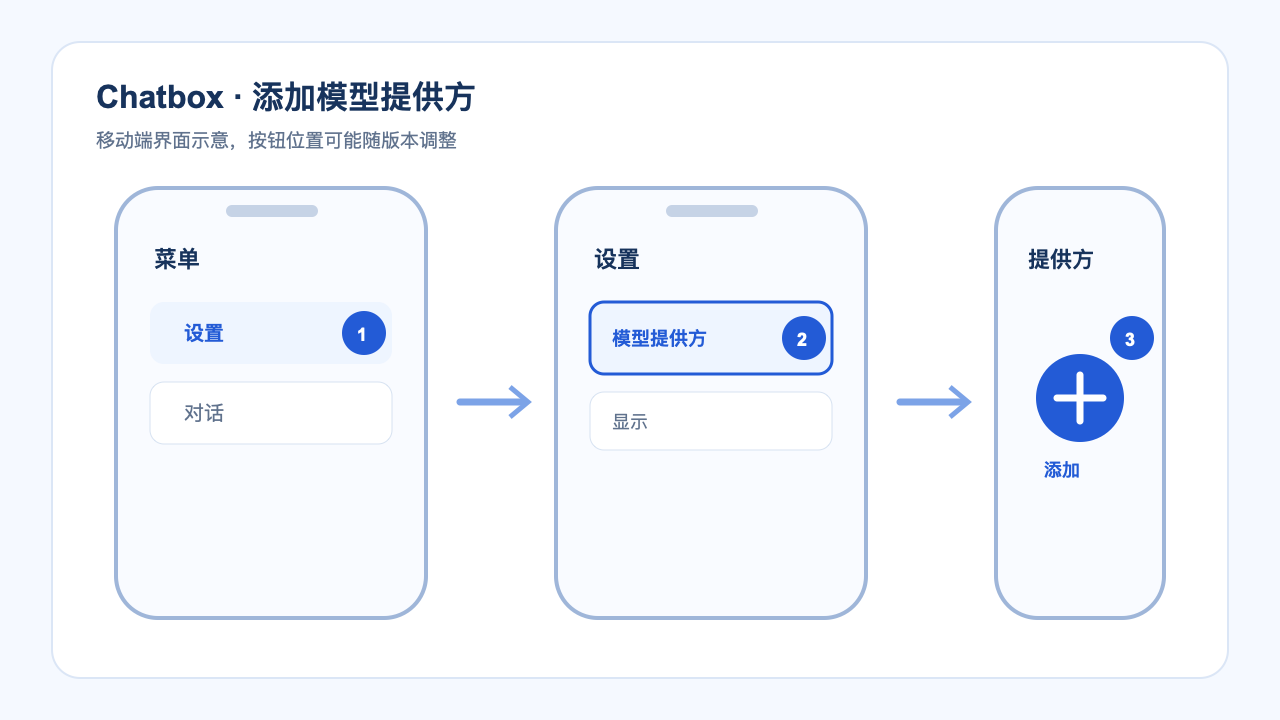 Chatbox · 添加模型提供方
移动端界面示意，按钮位置可能随版本调整
菜单
设置
1
对话
设置
模型提供方
2
显示
提供方
3
添加